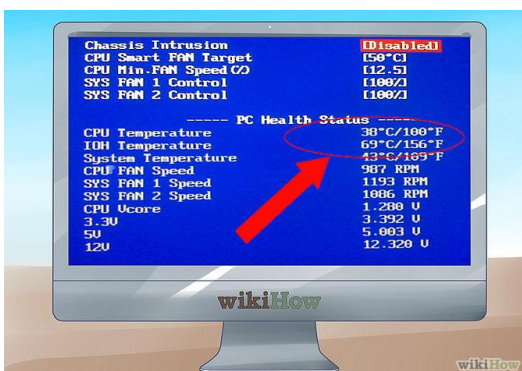 Chassis Intrusion [Disabled]
CPU Smart FAN Target [50°C]
CPU Min.FAN Speed(%) [12.5]
SYS FAN 1 Control [100%]
SYS FAN 2 Control [100%]
----- PC Health Status -----
CPU Temperature 38°C/100°F
IOH Temperature 69°C/156°F
System Temperature 43°C/109°F
CPU FAN Speed 987 RPM
SYS FAN 1 Speed 1193 RPM
SYS FAN 2 Speed 1086 RPM
CPU Vcore 1.280 V
3.3V 3.392 V
5V 5.003 V
12V 12.320 V
wikiHow
wikiHow